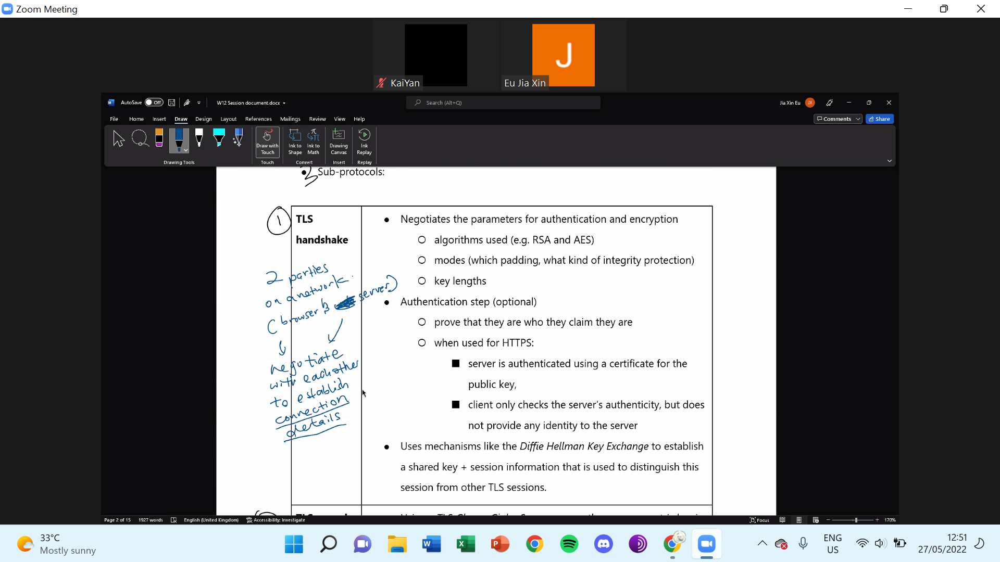 Zoom Meeting
J
KaiYan
Eu Jia Xin
AutoSave Off W12 Session document.docx Search (Alt+Q) Jia Xin Eu JX
File Home Insert Draw Design Layout References Mailings Review View Help Comments Share
Draw with Touch
Ink to Shape
Ink to Math
Drawing Canvas
Ink Replay
Drawing Tools Touch Convert Insert Replay
3 Sub-protocols:
1
TLS
handshake
2 parties
on a network
(browser & server)
negotiate
with each other
to establish
connection
details
● Negotiates the parameters for authentication and encryption
○ algorithms used (e.g. RSA and AES)
○ modes (which padding, what kind of integrity protection)
○ key lengths
● Authentication step (optional)
○ prove that they are who they claim they are
○ when used for HTTPS:
■ server is authenticated using a certificate for the
public key,
■ client only checks the server's authenticity, but does
not provide any identity to the server
● Uses mechanisms like the Diffie Hellman Key Exchange to establish
a shared key + session information that is used to distinguish this
session from other TLS sessions.
Page 2 of 15 1927 words English (United Kingdom) Accessibility: Investigate Focus 170%
33°C
Mostly sunny
ENG
US
12:51
27/05/2022